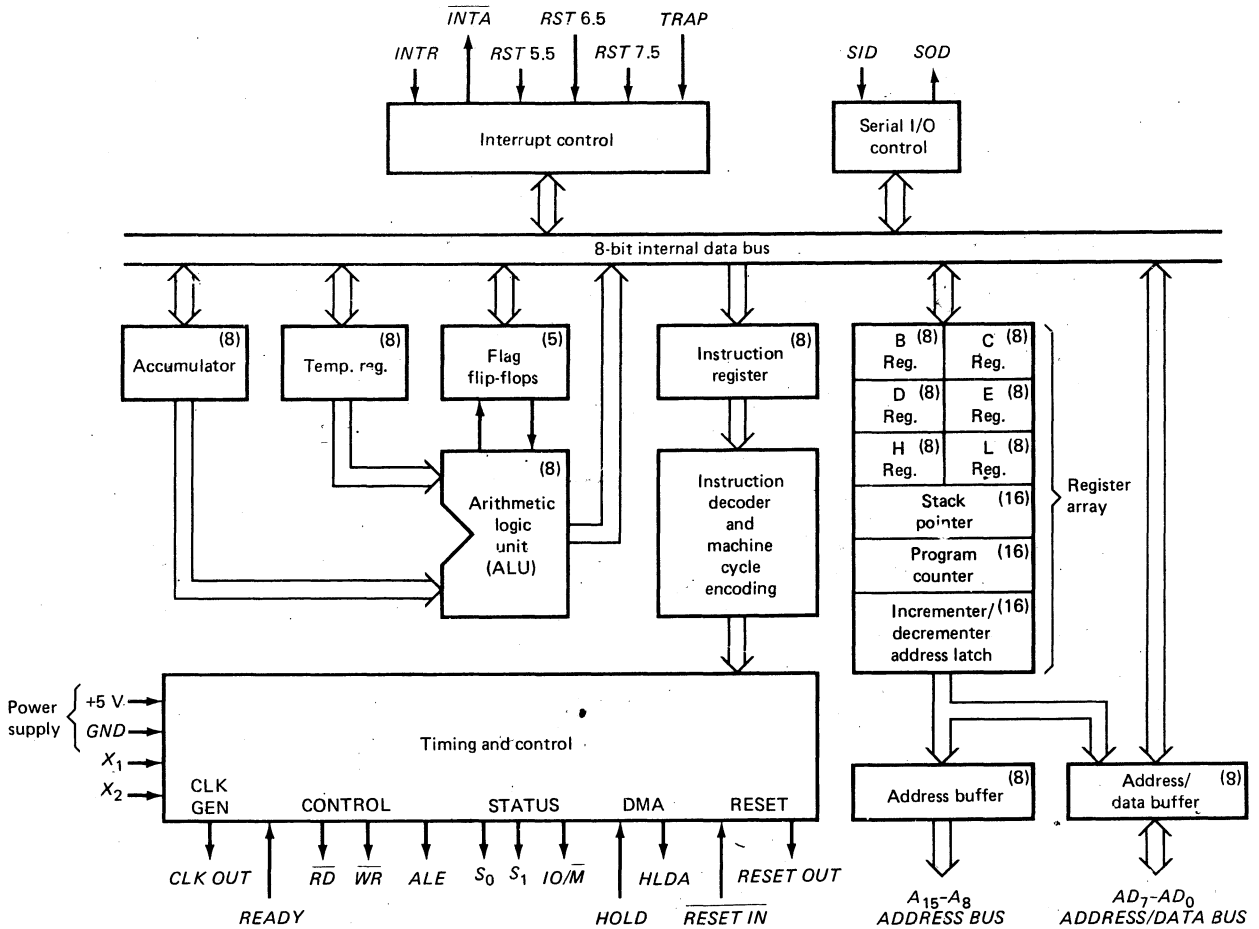 INTA RST 6.5 TRAP
INTR RST 5.5 RST 7.5 SID SOD
Interrupt control
Serial I/O
control
8-bit internal data bus
(8)
Accumulator
(8)
Temp. reg.
(5)
Flag
flip-flops
(8)
Instruction
register
B (8)
Reg.
C (8)
Reg.
D (8)
Reg.
E (8)
Reg.
H (8)
Reg.
L (8)
Reg.
Stack (16)
pointer
Program (16)
counter
Incrementer/ (16)
decrementer
address latch
Register
array
(8)
Arithmetic
logic
unit
(ALU)
Instruction
decoder
and
machine
cycle
encoding
Power
supply
+5 V
GND
X1
X2
Timing and control
CLK
GEN
CONTROL STATUS DMA RESET
(8)
Address buffer
Address/ (8)
data buffer
CLK OUT RD WR ALE S0 S1 IO/M HLDA RESET OUT
READY HOLD RESET IN
A15-A8
ADDRESS BUS
AD7-AD0
ADDRESS/DATA BUS